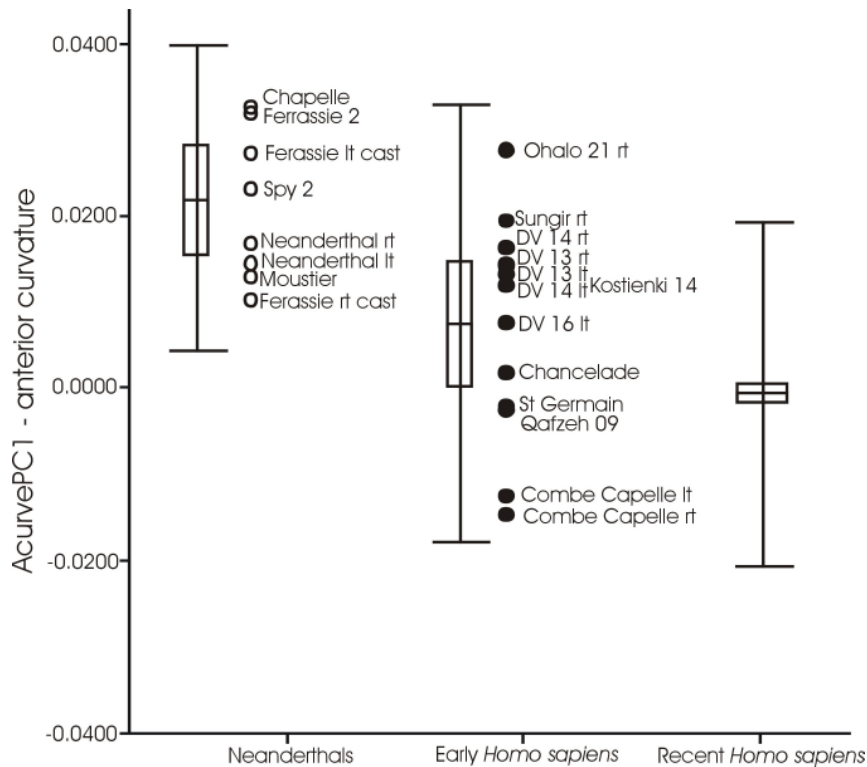 AcurvePC1 - anterior curvature
0.0400
0.0200
0.0000
-0.0200
-0.0400
Chapelle
Ferrassie 2
Ferassie lt cast
Spy 2
Neanderthal rt
Neanderthal lt
Moustier
Ferassie rt cast
Ohalo 21 rt
Sungir rt
DV 14 rt
DV 13 rt
DV 13 lt
DV 14 lt Kostienki 14
DV 16 lt
Chancelade
St Germain
Qafzeh 09
Combe Capelle lt
Combe Capelle rt
Neanderthals
Early Homo sapiens
Recent Homo sapiens